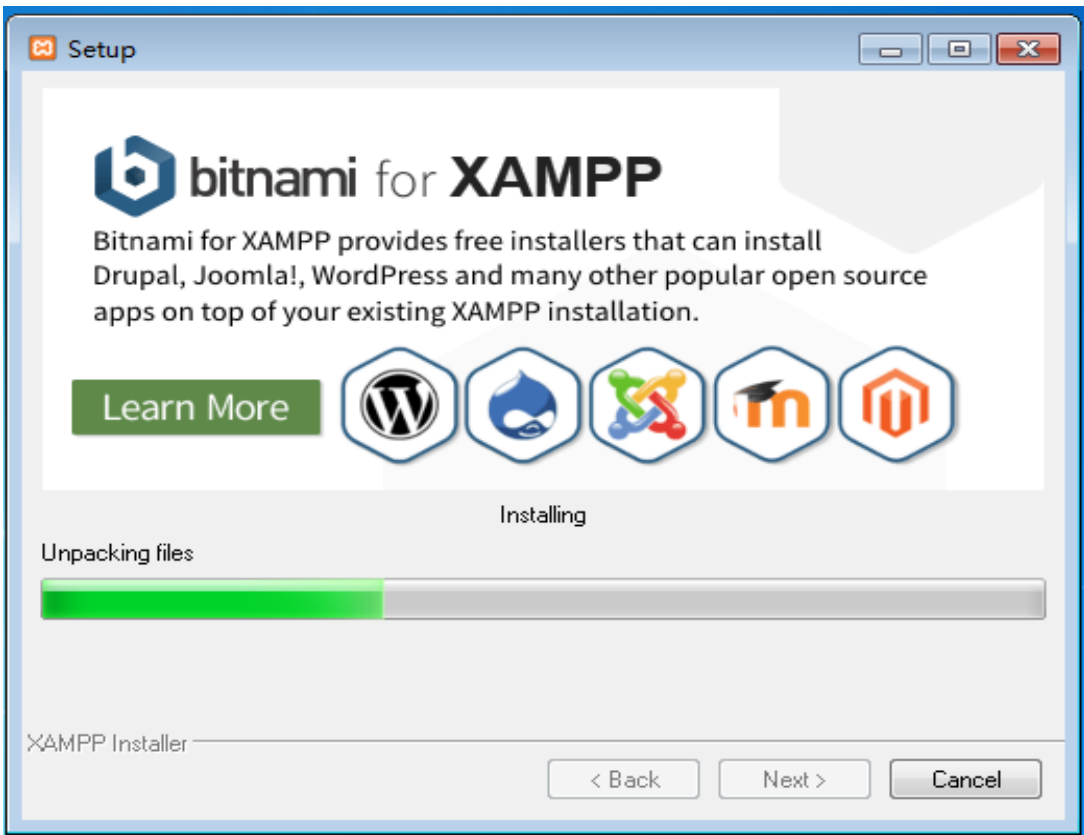 Setup
bitnami for XAMPP
Bitnami for XAMPP provides free installers that can install
Drupal, Joomla!, WordPress and many other popular open source
apps on top of your existing XAMPP installation.
Learn More
Installing
Unpacking files
XAMPP Installer
< Back Next > Cancel